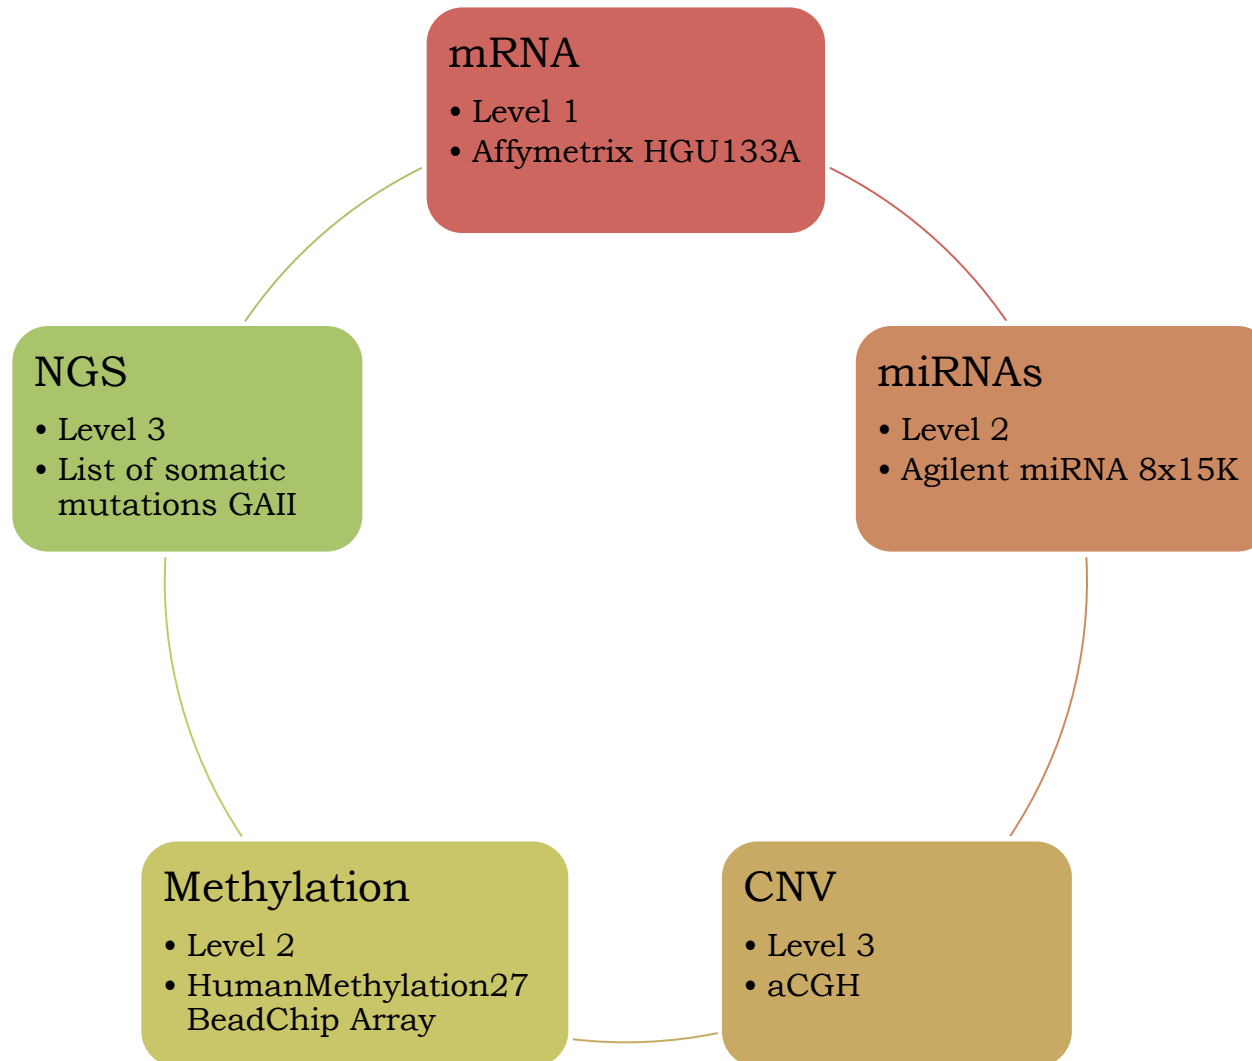 mRNA
• Level 1
• Affymetrix HGU133A
miRNAs
• Level 2
• Agilent miRNA 8x15K
CNV
• Level 3
• aCGH
Methylation
• Level 2
• HumanMethylation27
BeadChip Array
NGS
• Level 3
• List of somatic
mutations GAII